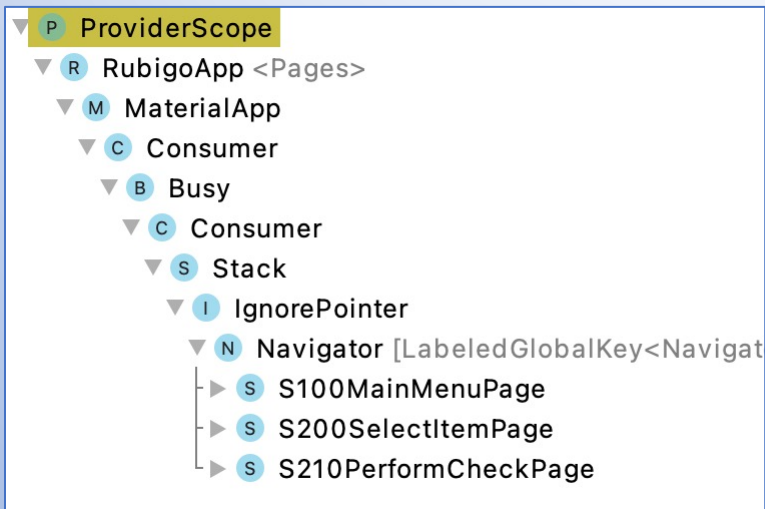 P ProviderScope
R RubigoApp <Pages>
M MaterialApp
C Consumer
B Busy
C Consumer
S Stack
I IgnorePointer
N Navigator [LabeledGlobalKey<Navigat
S S100MainMenuPage
S S200SelectItemPage
S S210PerformCheckPage